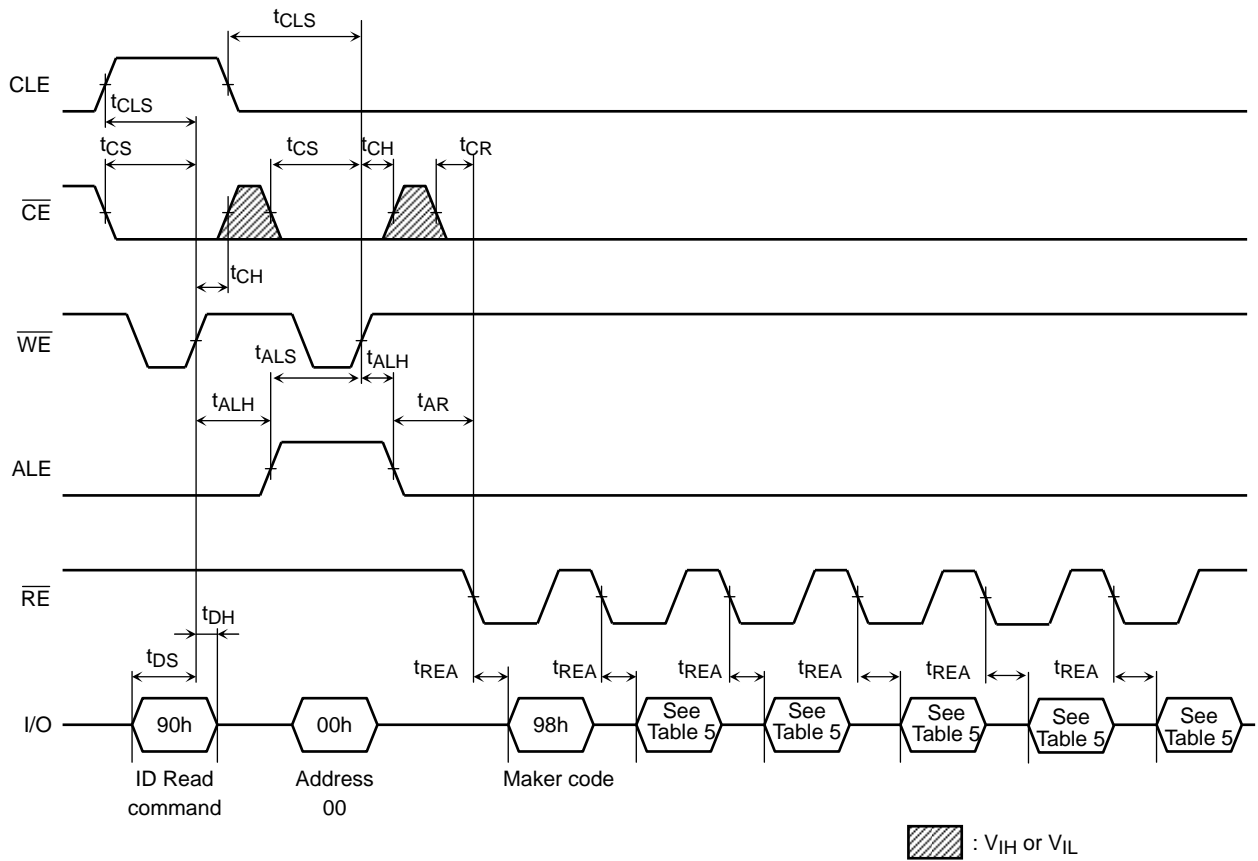 tCLS
CLE
tCLS
tCS tCS tCH tCR
CE
tCH
WE
tALS tALH
tALH tAR
ALE
RE
tDH
tDS tREA tREA tREA tREA tREA tREA
I/O 90h 00h 98h See Table 5 See Table 5 See Table 5 See Table 5 See Table 5
ID Read command
Address 00
Maker code
: VIH or VIL